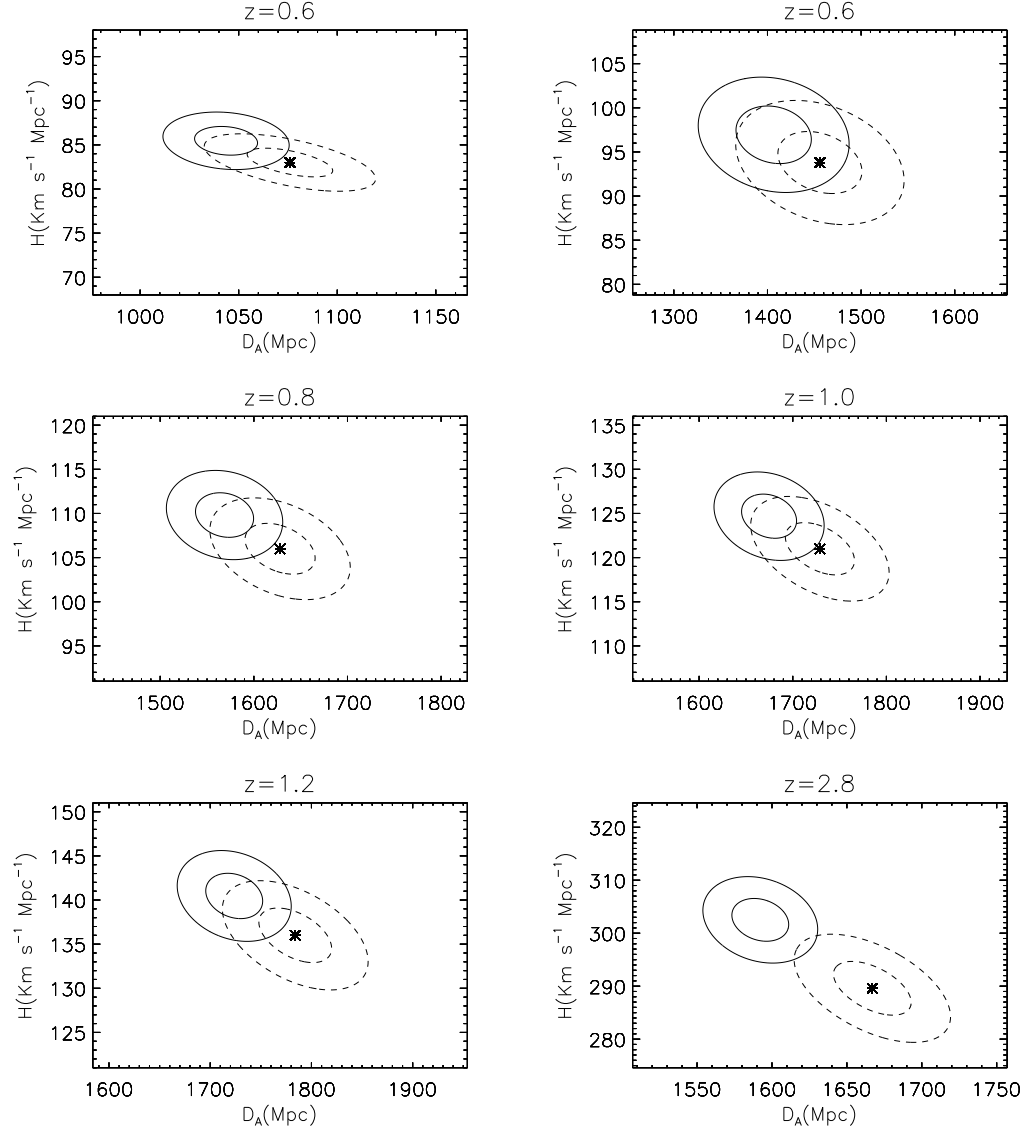 z=0.6
95
90
85
80
75
70
H(Km s⁻¹ Mpc⁻¹)
1000 1050 1100 1150
D_A(Mpc)
z=0.6
105
100
95
90
85
80
H(Km s⁻¹ Mpc⁻¹)
1300 1400 1500 1600
D_A(Mpc)
z=0.8
120
115
110
105
100
95
H(Km s⁻¹ Mpc⁻¹)
1500 1600 1700 1800
D_A(Mpc)
z=1.0
135
130
125
120
115
110
H(Km s⁻¹ Mpc⁻¹)
1600 1700 1800 1900
D_A(Mpc)
z=1.2
150
145
140
135
130
125
H(Km s⁻¹ Mpc⁻¹)
1600 1700 1800 1900
D_A(Mpc)
z=2.8
320
310
300
290
280
H(Km s⁻¹ Mpc⁻¹)
1550 1600 1650 1700 1750
D_A(Mpc)